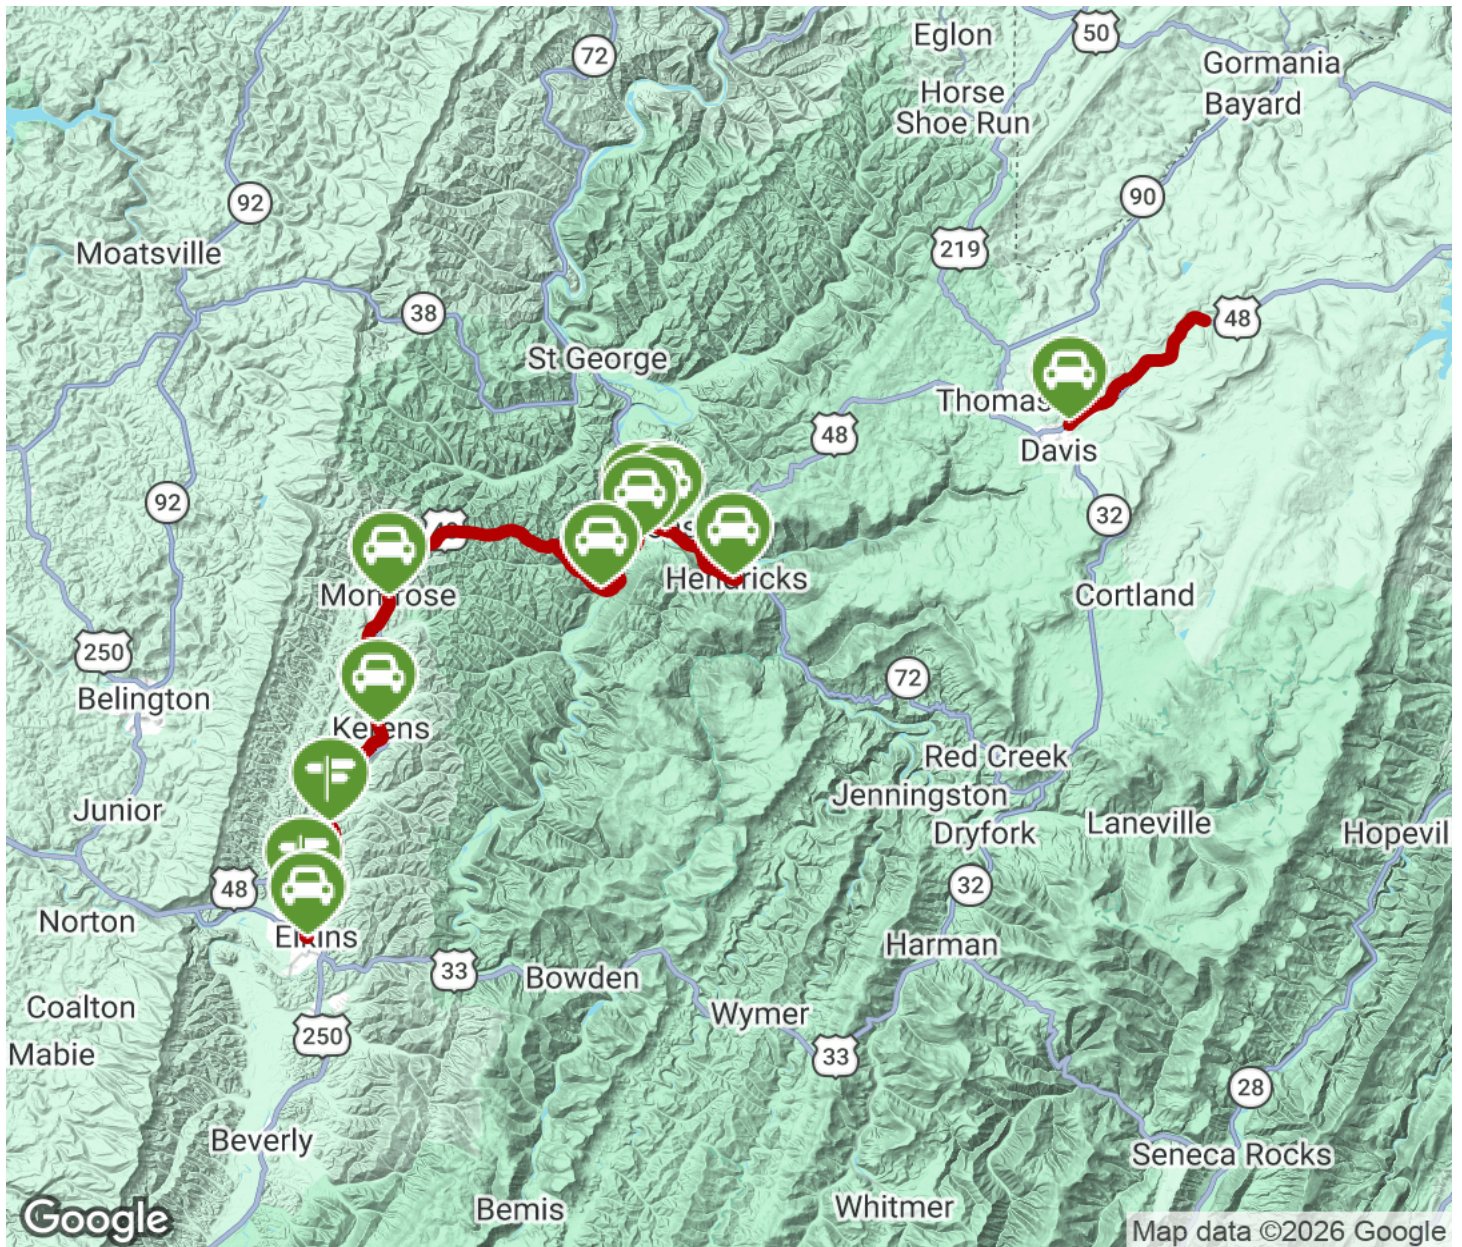 Eglon
50
72
Gormania
Horse
Shoe Run
Bayard
92
90
Moatsville
219
38
48
St George
Thomas
48
Davis
92
32
Hendricks
Montrose
Cortland
250
72
Belington
Kerens
Red Creek
Jenningston
Junior
Laneville
Dryfork
Hopevil
48
32
Norton
Elkins
Harman
33
Bowden
Coalton
Wymer
250
Mabie
33
28
Beverly
Seneca Rocks
Bemis
Whitmer
Google
Map data ©2026 Google